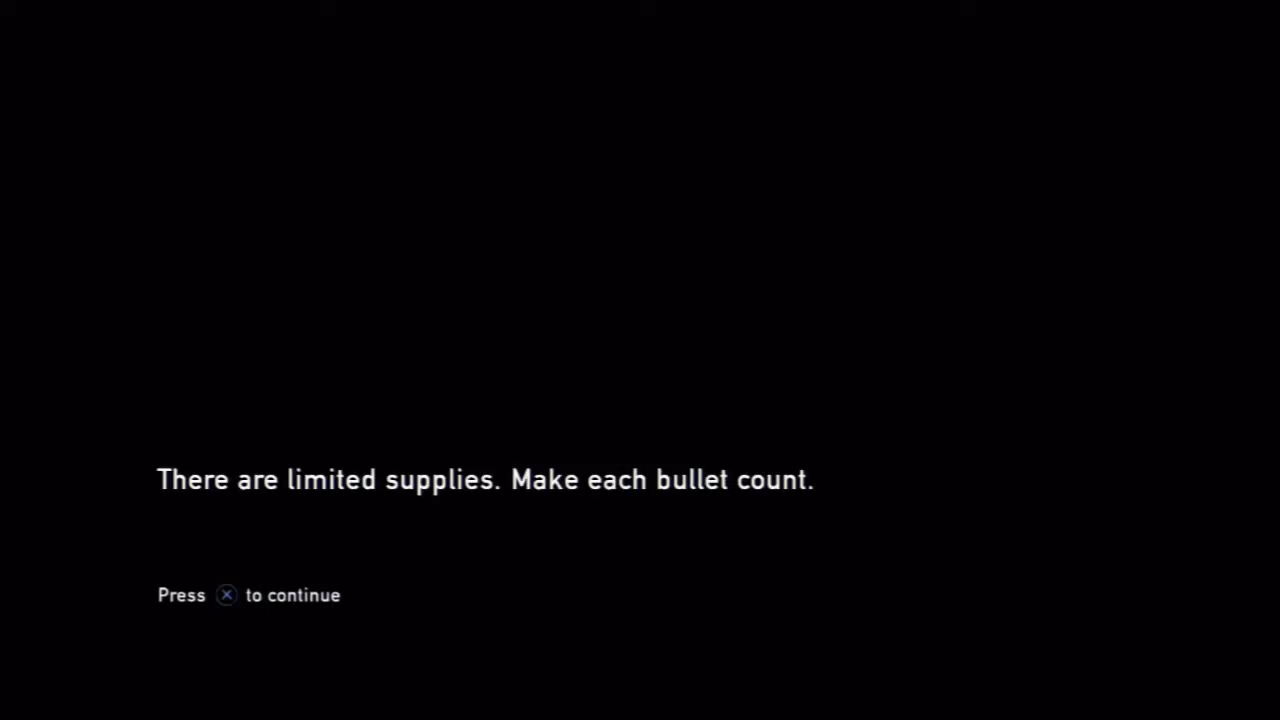 There are limited supplies. Make each bullet count.
Press ⓧ to continue